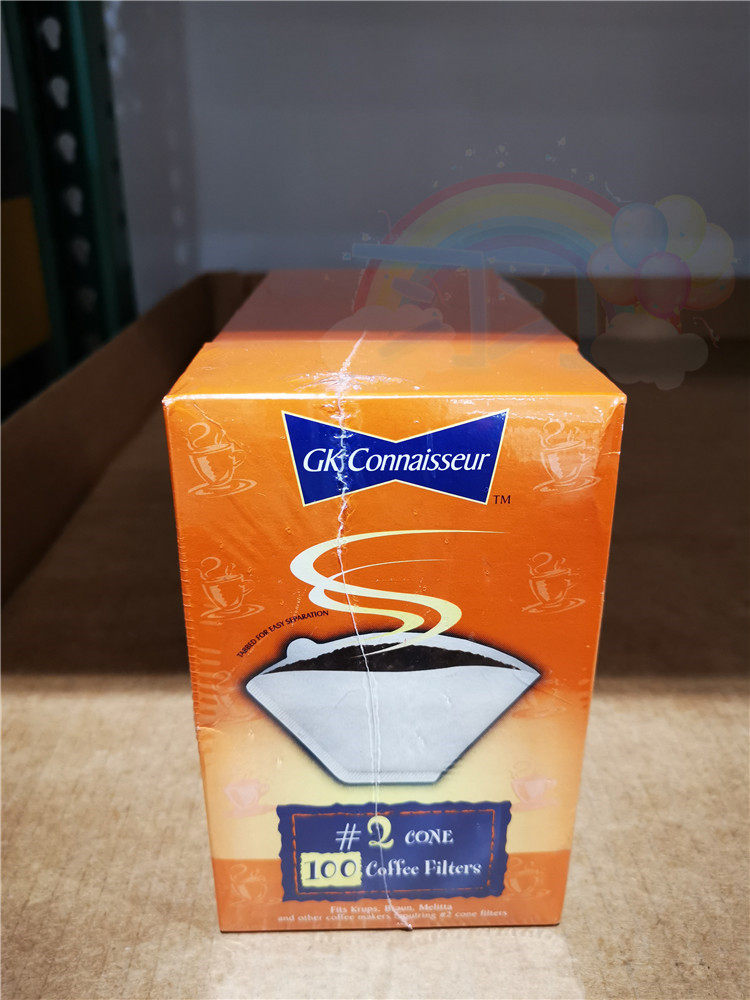 GK Connaisseur
TM
TABBED FOR EASY SEPARATION
#2 CONE
100 Coffee Filters
Fits Krups, Braun, Melitta
and other coffee makers requiring #2 cone filters